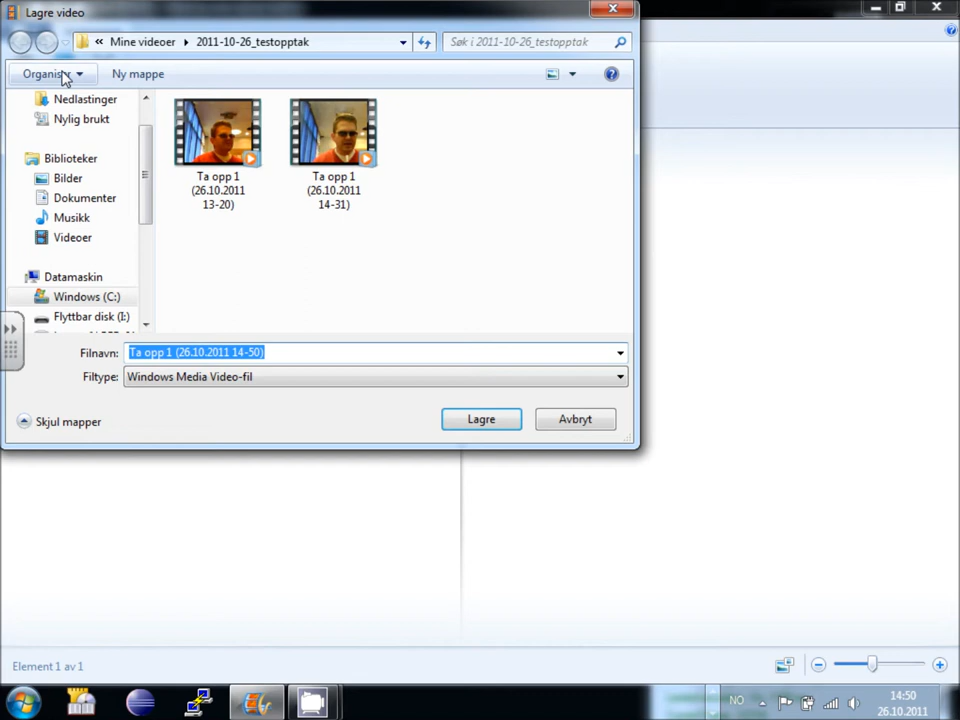 Lagre video
« Mine videoer ▸ 2011-10-26_testopptak
Søk i 2011-10-26_testopptak
Organiser
Ny mappe
Nedlastinger
Nylig brukt
Biblioteker
Bilder
Dokumenter
Musikk
Videoer
Datamaskin
Windows (C:)
Flyttbar disk (I:)
Ta opp 1
(26.10.2011
13-20)
Ta opp 1
(26.10.2011
14-31)
Filnavn: Ta opp 1 (26.10.2011 14-50)
Filtype: Windows Media Video-fil
Skjul mapper
Lagre
Avbryt
Element 1 av 1
NO
14:50
26.10.2011